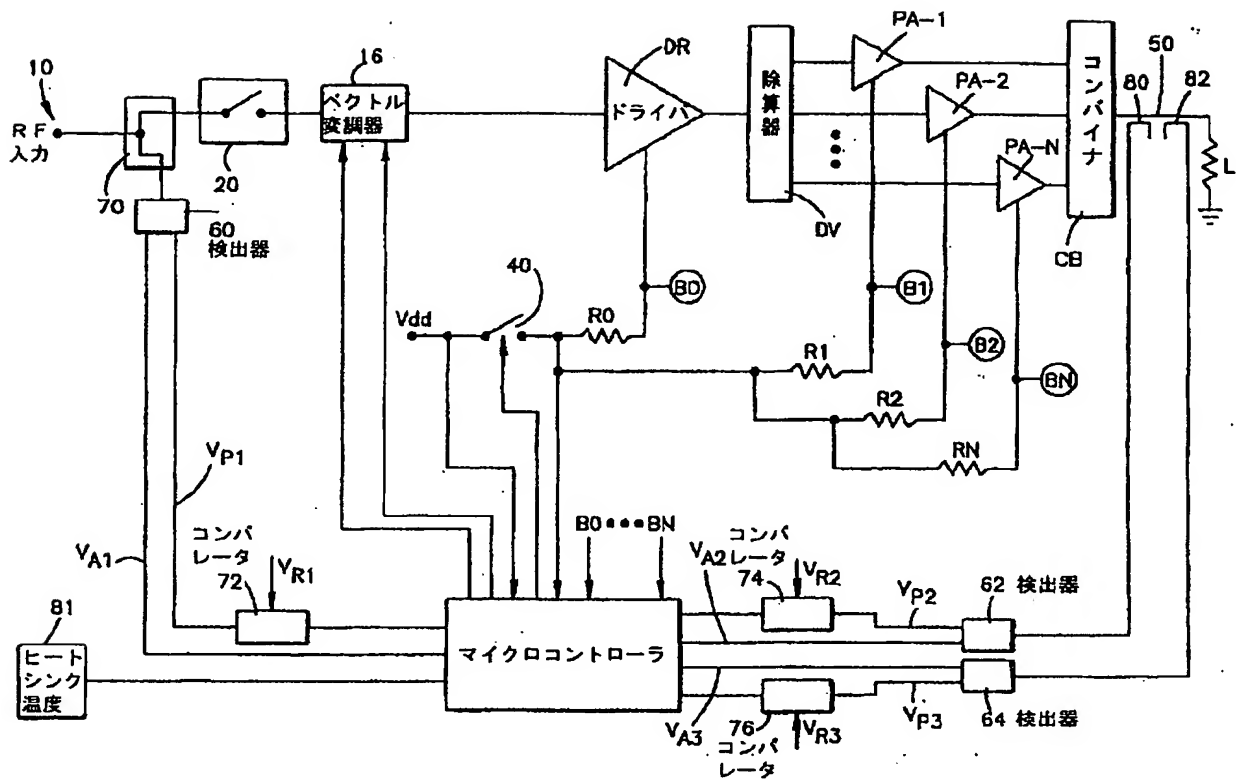 10
RF
入力
70
60
検出器
20
16
ベクトル
変調器
DR
ドライバ
除算器
DV
PA-1
PA-2
PA-N
コンバイナ
CB
50
80
82
L
40
Vdd
R0
B0
R1
B1
R2
B2
RN
BN
VP1
VA1
コンパ
レータ
72
VR1
81
ヒート
シンク
温度
マイクロコントローラ
B0•••BN
コンパ
レータ
74
VR2
VA2
VP2
62 検出器
VA3
76
コンパ
レータ
VR3
VP3
64 検出器